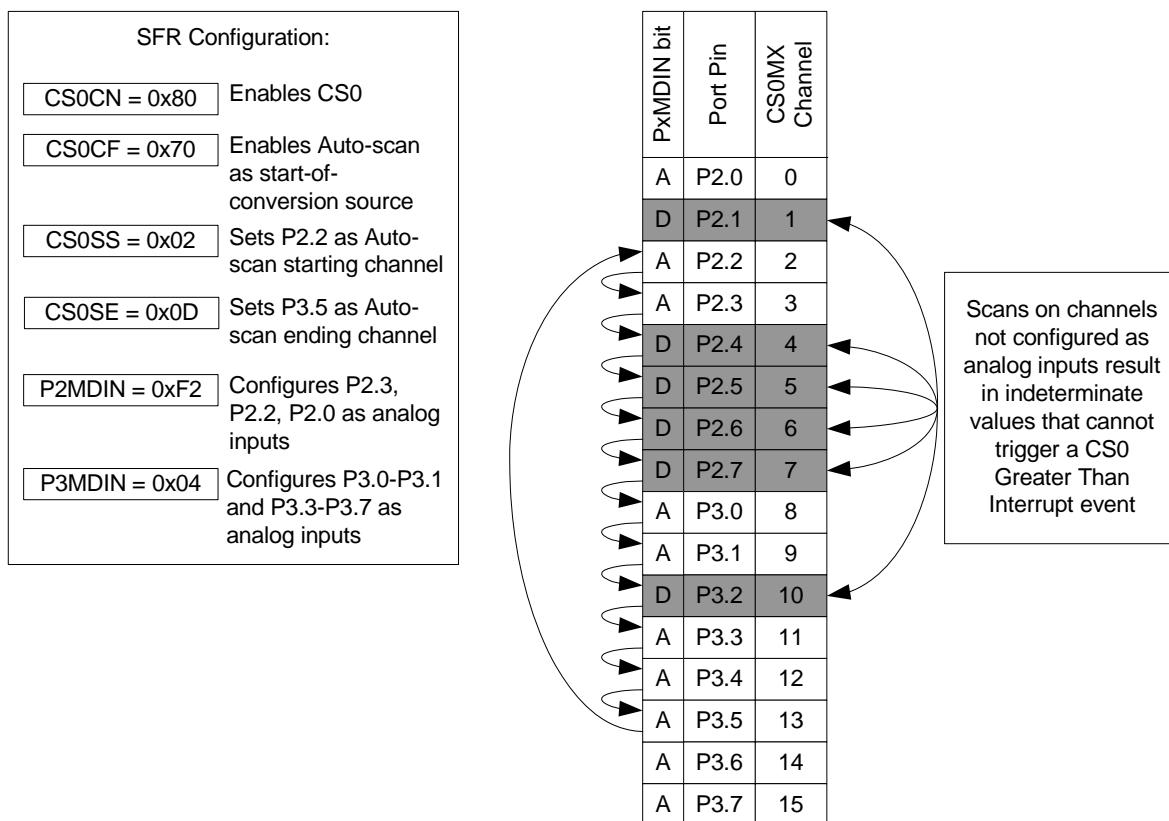 SFR Configuration:
CS0CN = 0x80
Enables CS0
CS0CF = 0x70
Enables Auto-scan
as start-of-
conversion source
CS0SS = 0x02
Sets P2.2 as Auto-
scan starting channel
CS0SE = 0x0D
Sets P3.5 as Auto-
scan ending channel
P2MDIN = 0xF2
Configures P2.3,
P2.2, P2.0 as analog
inputs
P3MDIN = 0x04
Configures P3.0-P3.1
and P3.3-P3.7 as
analog inputs
PxMDIN bit
Port Pin
CS0MX
Channel
A P2.0 0
D P2.1 1
A P2.2 2
A P2.3 3
D P2.4 4
D P2.5 5
D P2.6 6
D P2.7 7
A P3.0 8
A P3.1 9
D P3.2 10
A P3.3 11
A P3.4 12
A P3.5 13
A P3.6 14
A P3.7 15
Scans on channels
not configured as
analog inputs result
in indeterminate
values that cannot
trigger a CS0
Greater Than
Interrupt event